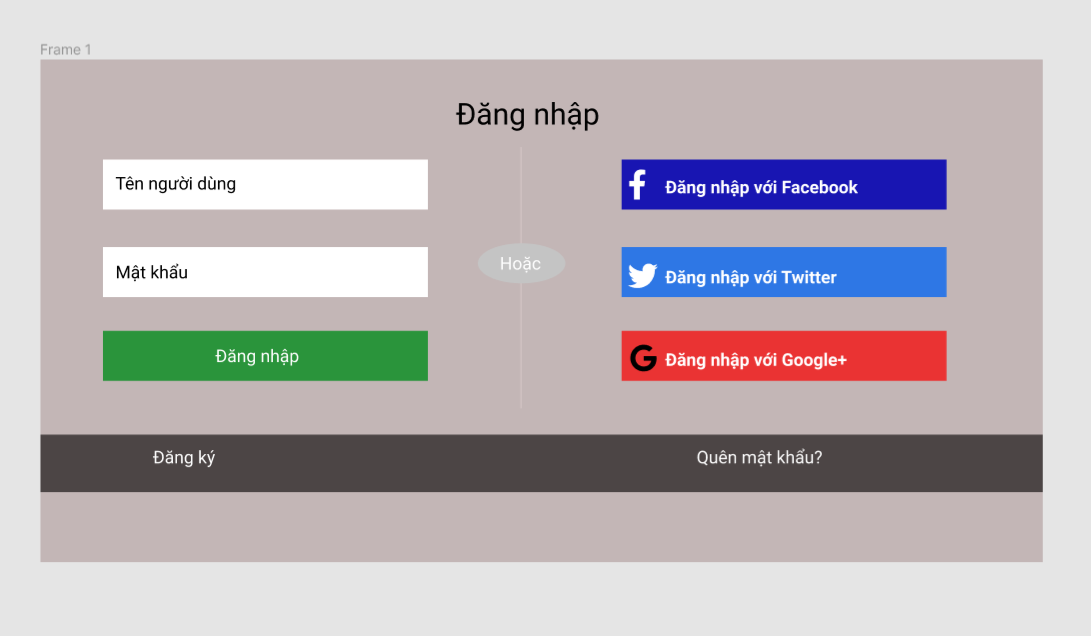 Frame 1
Đăng nhập
Tên người dùng
Mật khẩu
Đăng nhập
Hoặc
Đăng nhập với Facebook
Đăng nhập với Twitter
Đăng nhập với Google+
Đăng ký
Quên mật khẩu?